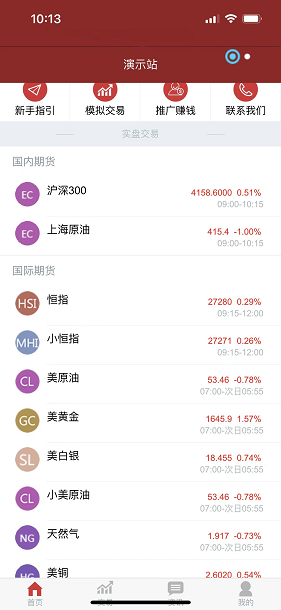 10:13
演示站
新手指引 模拟交易 推广赚钱 联系我们
实盘交易
国内期货
EC 沪深300 4158.6000 0.51%
09:00-10:15
EC 上海原油 415.4 -1.00%
09:00-10:15
国际期货
HSI 恒指 27280 0.29%
09:15-12:00
MHI 小恒指 27271 0.26%
09:15-12:00
CL 美原油 53.46 -0.78%
07:00-次日05:55
GC 美黄金 1645.9 1.57%
07:00-次日05:55
SL 美白银 18.455 0.74%
07:00-次日05:55
CL 小美原油 53.46 -0.78%
07:00-次日05:55
NG 天然气 1.917 -0.73%
07:00-次日05:55
HG 美铜 2.6020 0.54%
首页 交易 我的